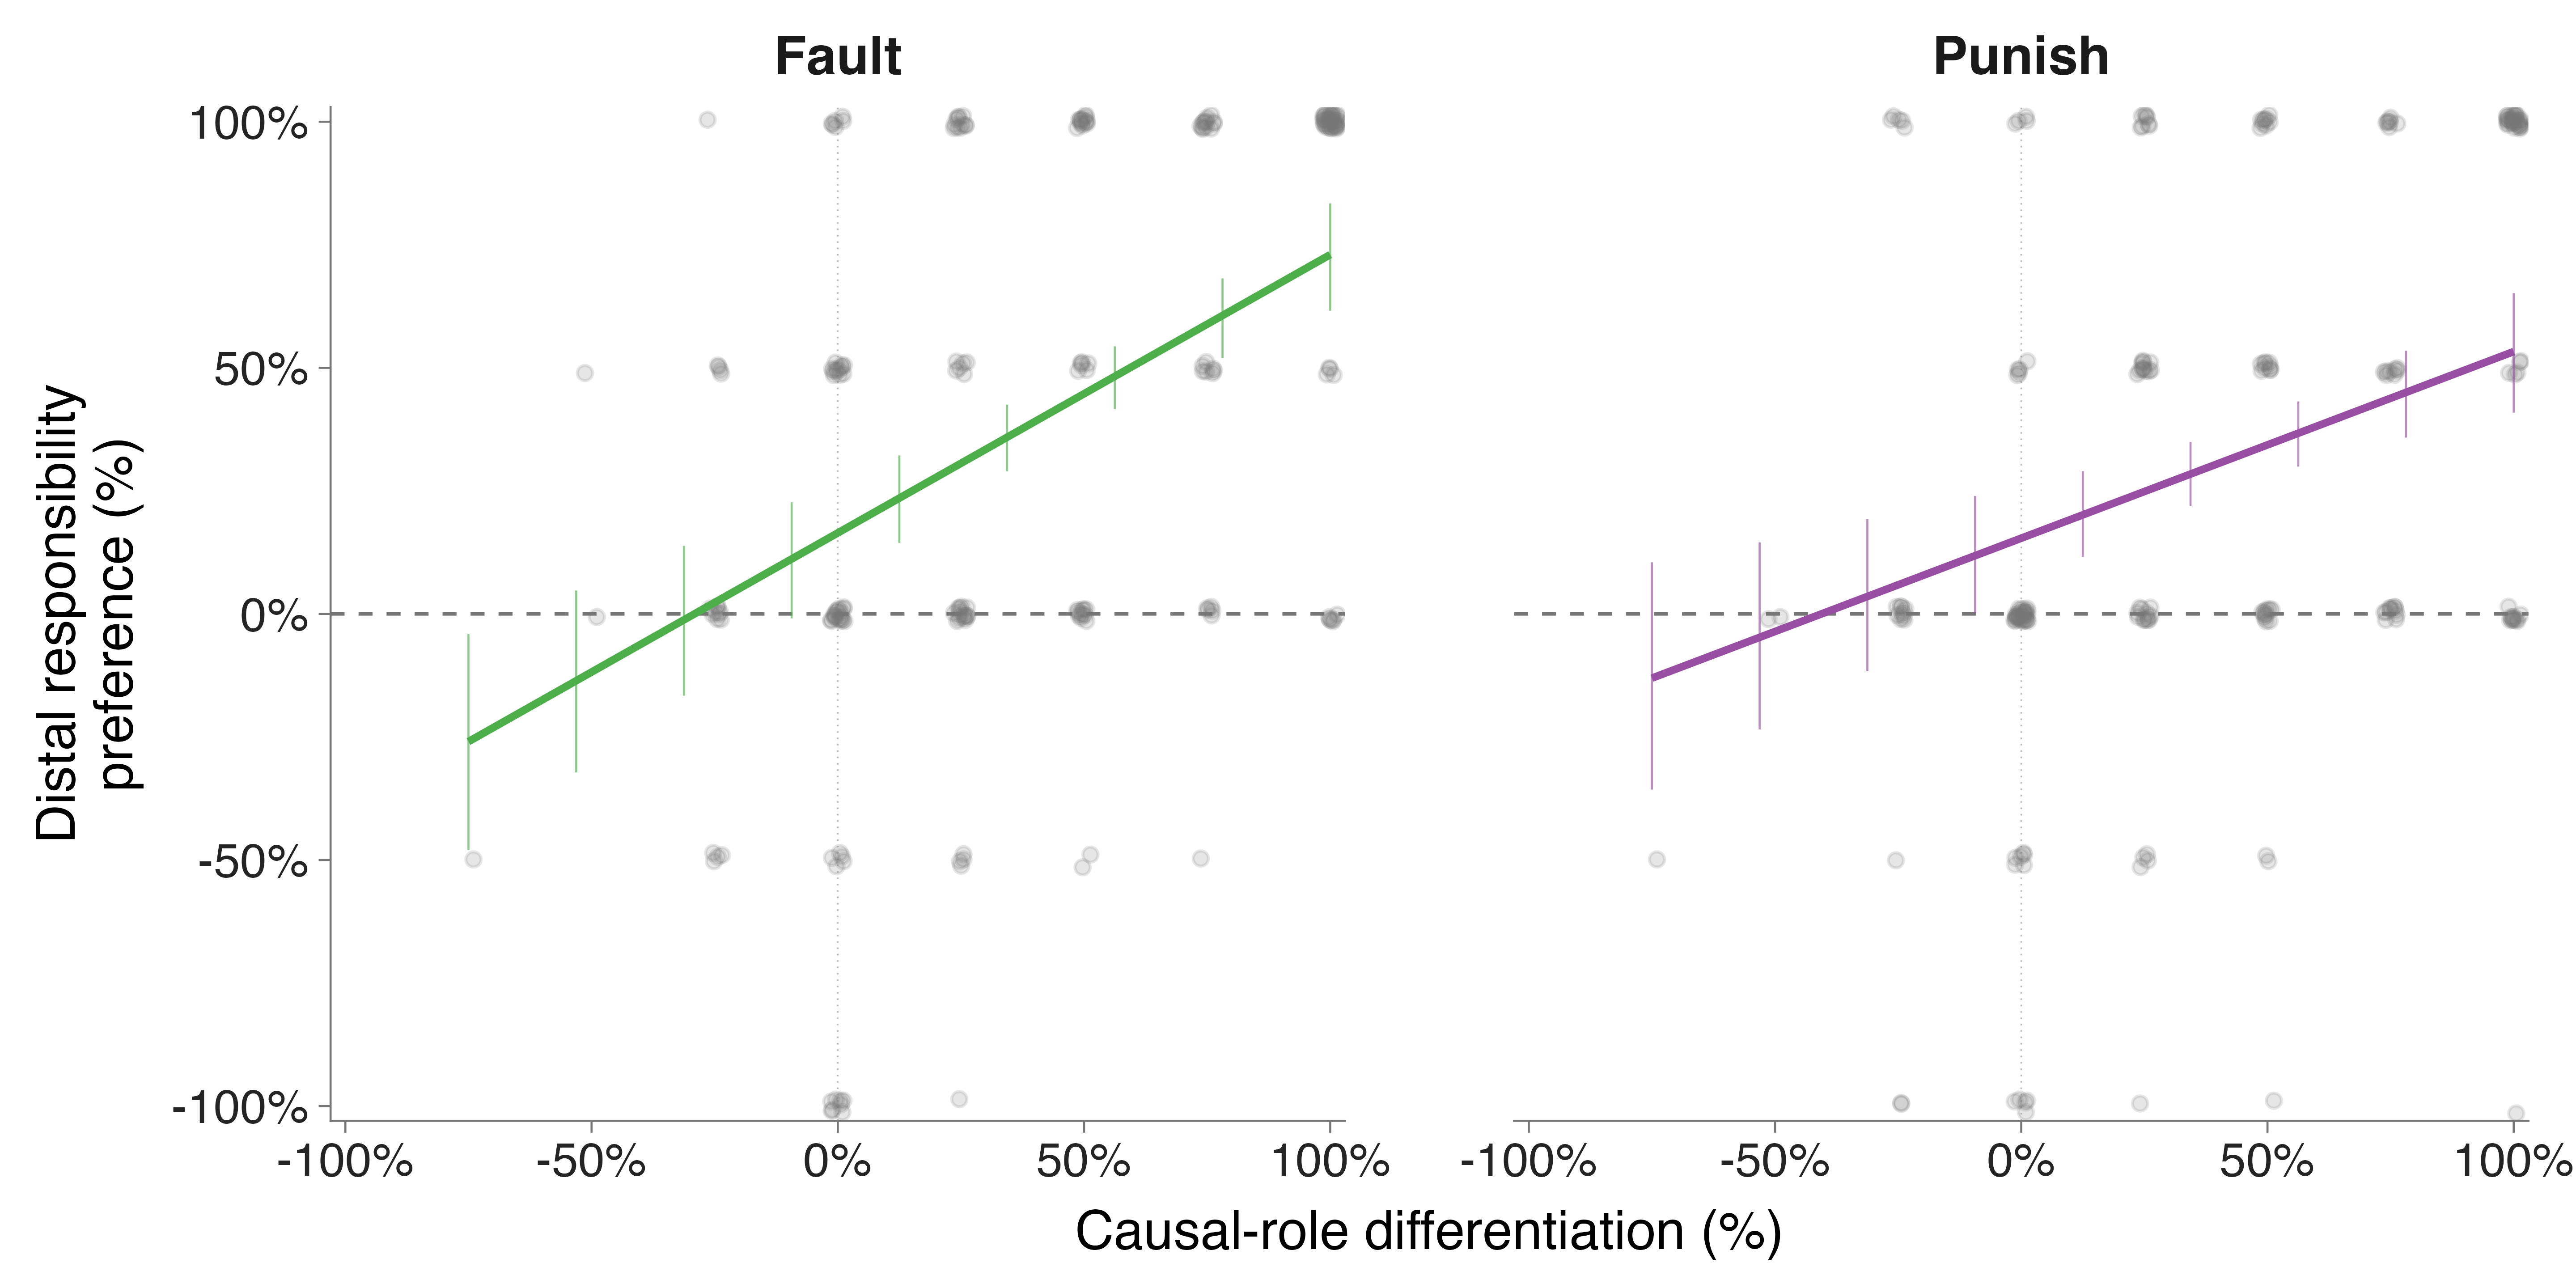 Fault
Punish
Distal responsibility
preference (%)
100%
50%
0%
-50%
-100%
-100% -50% 0% 50% 100%
-100% -50% 0% 50% 100%
Causal-role differentiation (%)